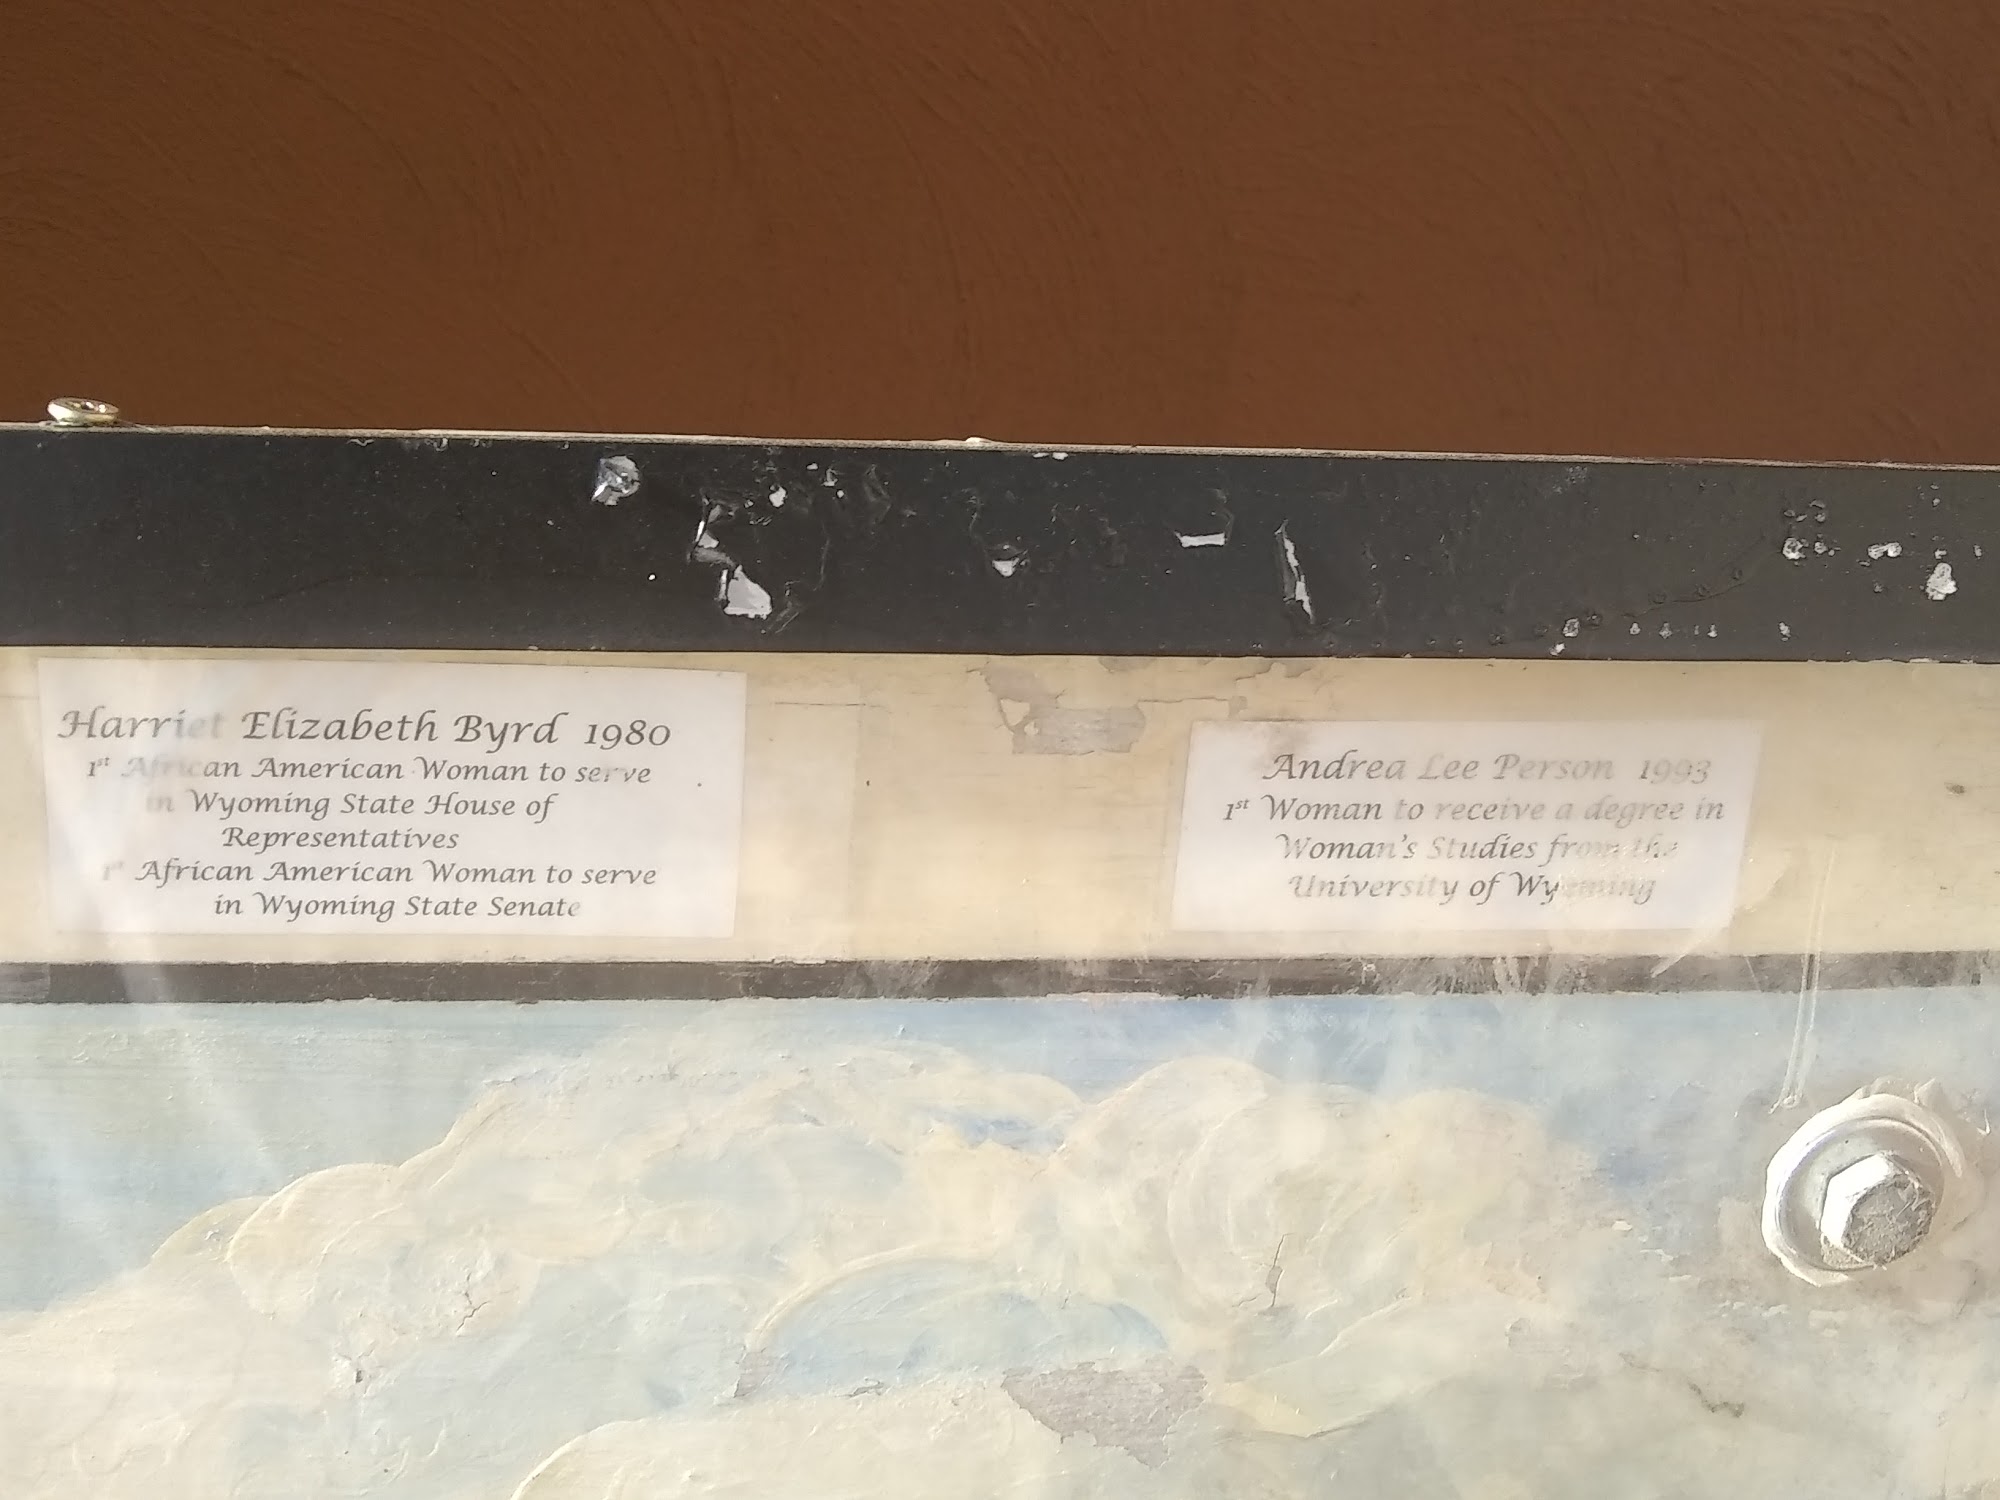 Harriet Elizabeth Byrd 1980
1st African American Woman to serve
in Wyoming State House of
Representatives
1st African American Woman to serve
in Wyoming State Senate
Andrea Lee Person 1993
1st Woman to receive a degree in
Woman's Studies from the
University of Wyoming